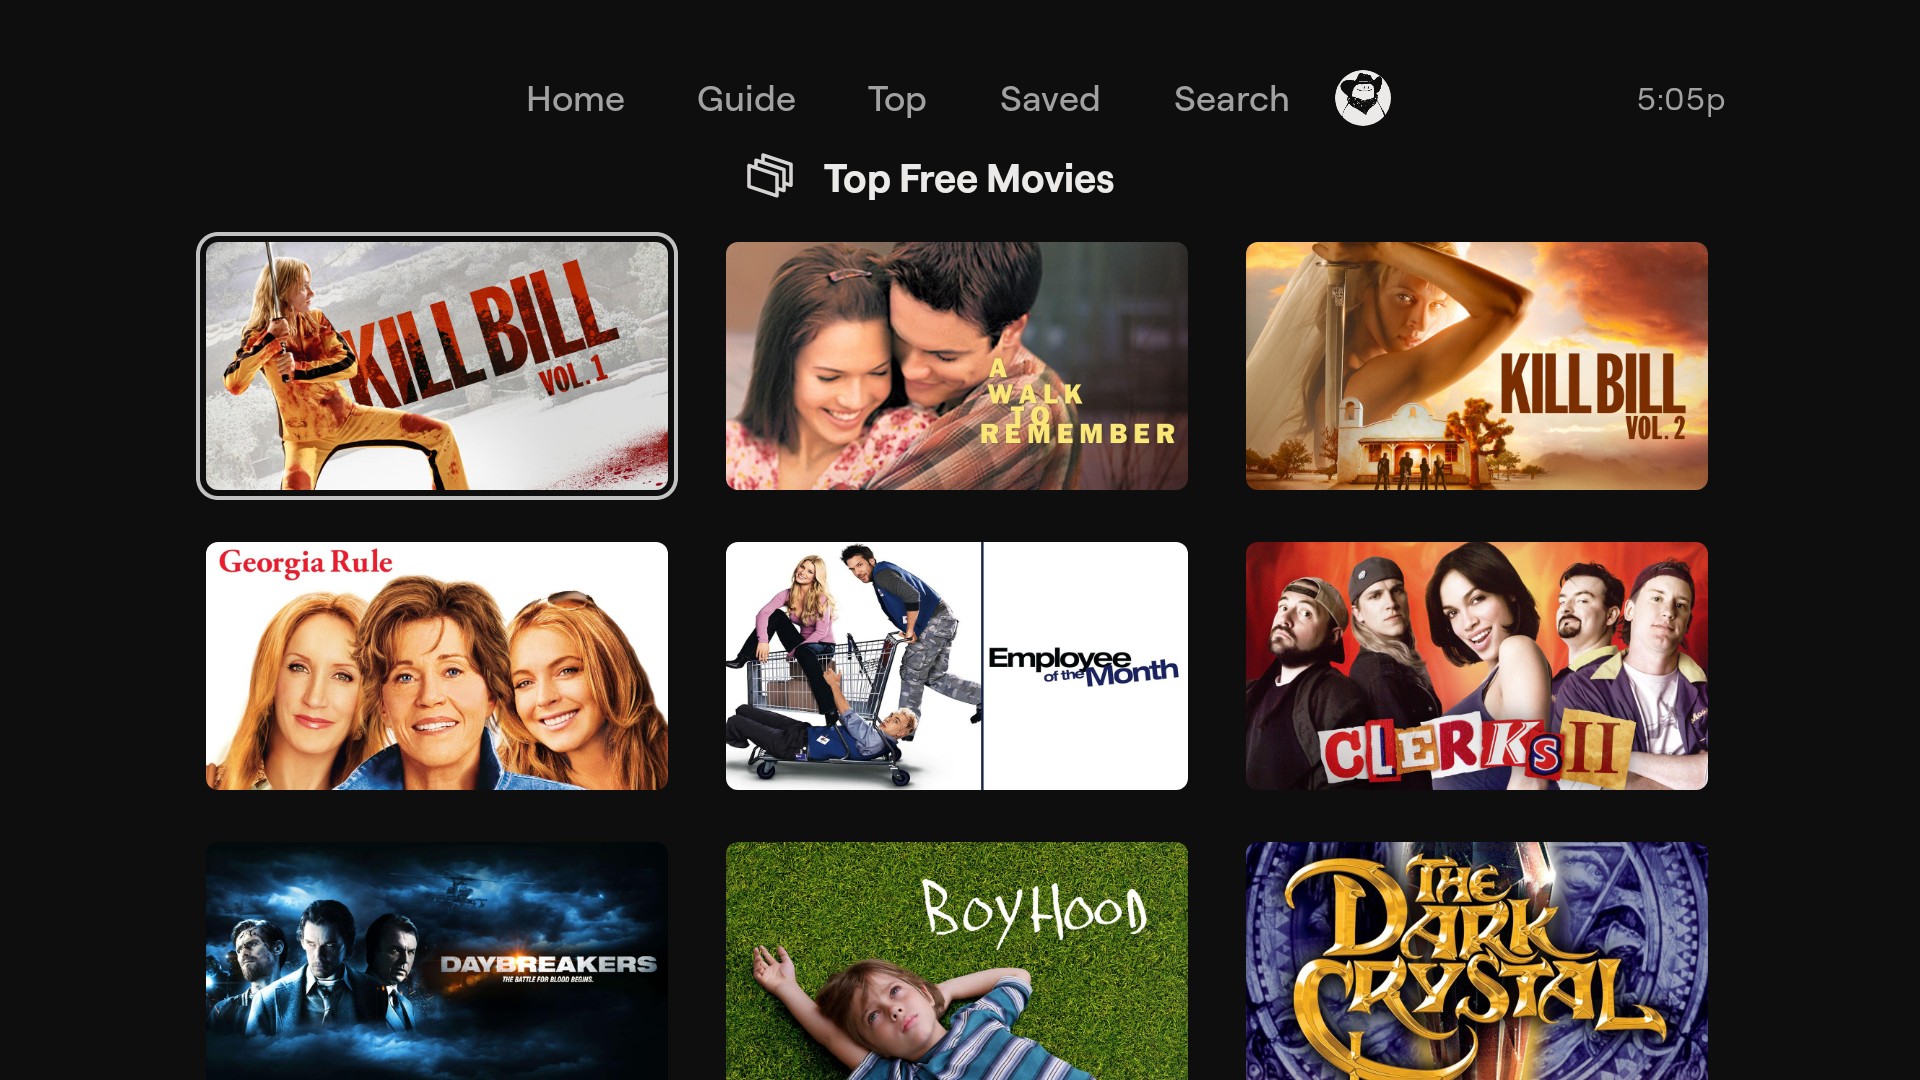 Home Guide Top Saved Search 5:05p
Top Free Movies
KILL BILL
VOL. 1
A
WALK
TO
REMEMBER
KILL BILL
VOL. 2
Georgia Rule
Employee
of the Month
CLERKS II
DAYBREAKERS
THE BATTLE FOR BLOOD BEGINS.
BOYHOOD
THE
DARK
CRYSTAL